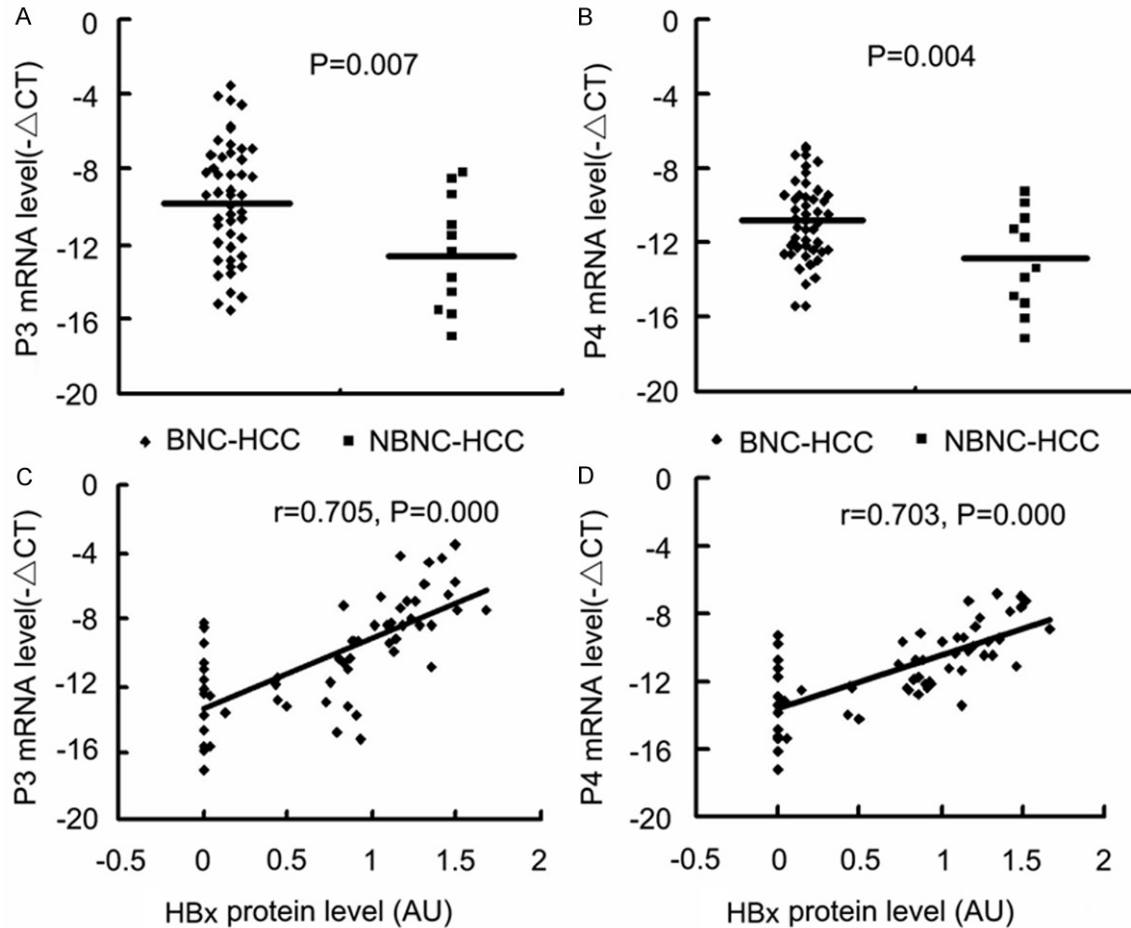 A
P3 mRNA level(-△CT)
0
-4
-8
-12
-16
-20
P=0.007
◆ BNC-HCC ■ NBNC-HCC
B
P4 mRNA level(-△CT)
0
-4
-8
-12
-16
-20
P=0.004
◆ BNC-HCC ■ NBNC-HCC
C
P3 mRNA level(-△CT)
0
-4
-8
-12
-16
-20
r=0.705, P=0.000
-0.5 0 0.5 1 1.5 2
HBx protein level (AU)
D
P4 mRNA level(-△CT)
0
-4
-8
-12
-16
-20
r=0.703, P=0.000
-0.5 0 0.5 1 1.5 2
HBx protein level (AU)